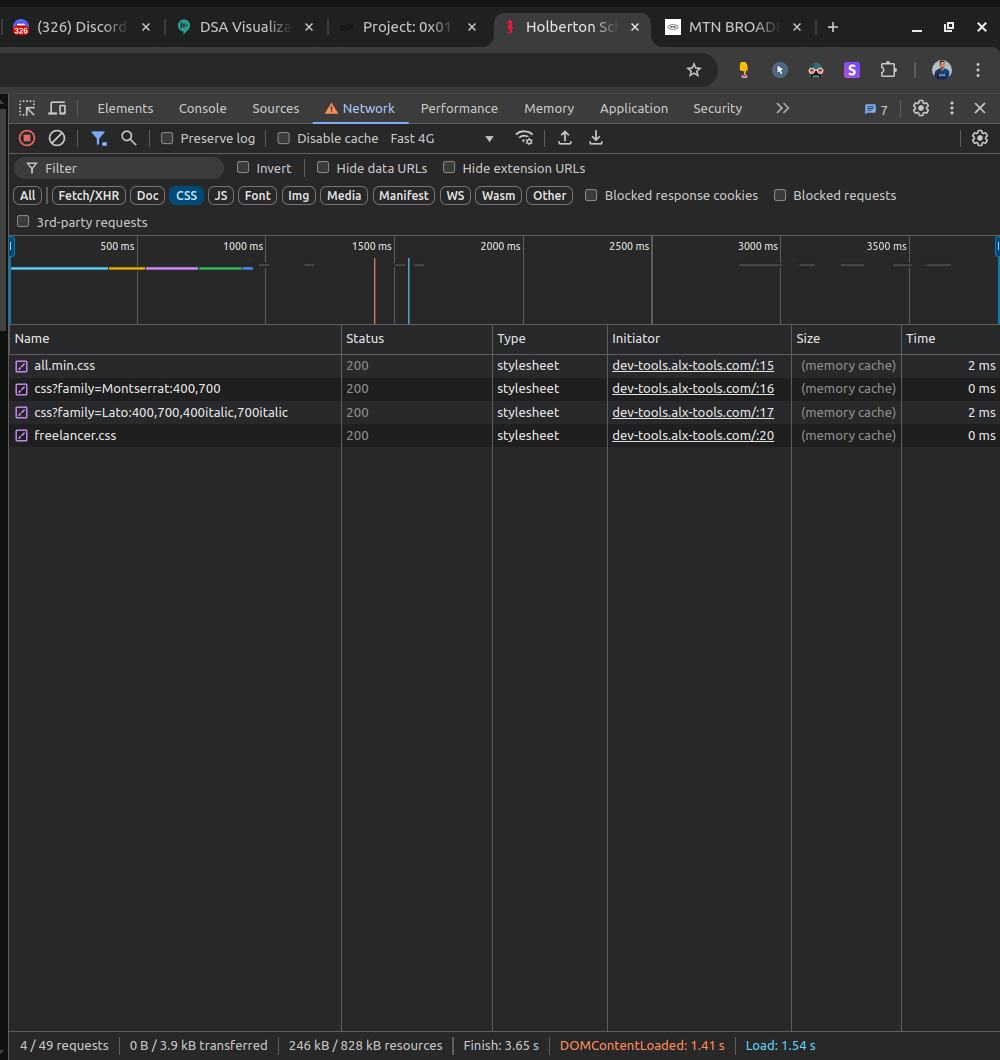 326 (326) Discord DSA Visualiza Project: 0x01. Holberton Sch MTN BROADB
S
Elements Console Sources Network Performance Memory Application Security 7
Preserve log Disable cache Fast 4G
Filter Invert Hide data URLs Hide extension URLs
All Fetch/XHR Doc CSS JS Font Img Media Manifest WS Wasm Other Blocked response cookies Blocked requests
3rd-party requests
500 ms 1000 ms 1500 ms 2000 ms 2500 ms 3000 ms 3500 ms
Name Status Type Initiator Size Time
all.min.css 200 stylesheet dev-tools.alx-tools.com/:15 (memory cache) 2 ms
css?family=Montserrat:400,700 200 stylesheet dev-tools.alx-tools.com/:16 (memory cache) 0 ms
css?family=Lato:400,700,400italic,700italic 200 stylesheet dev-tools.alx-tools.com/:17 (memory cache) 2 ms
freelancer.css 200 stylesheet dev-tools.alx-tools.com/:20 (memory cache) 0 ms
4 / 49 requests 0 B / 3.9 kB transferred 246 kB / 828 kB resources Finish: 3.65 s DOMContentLoaded: 1.41 s Load: 1.54 s